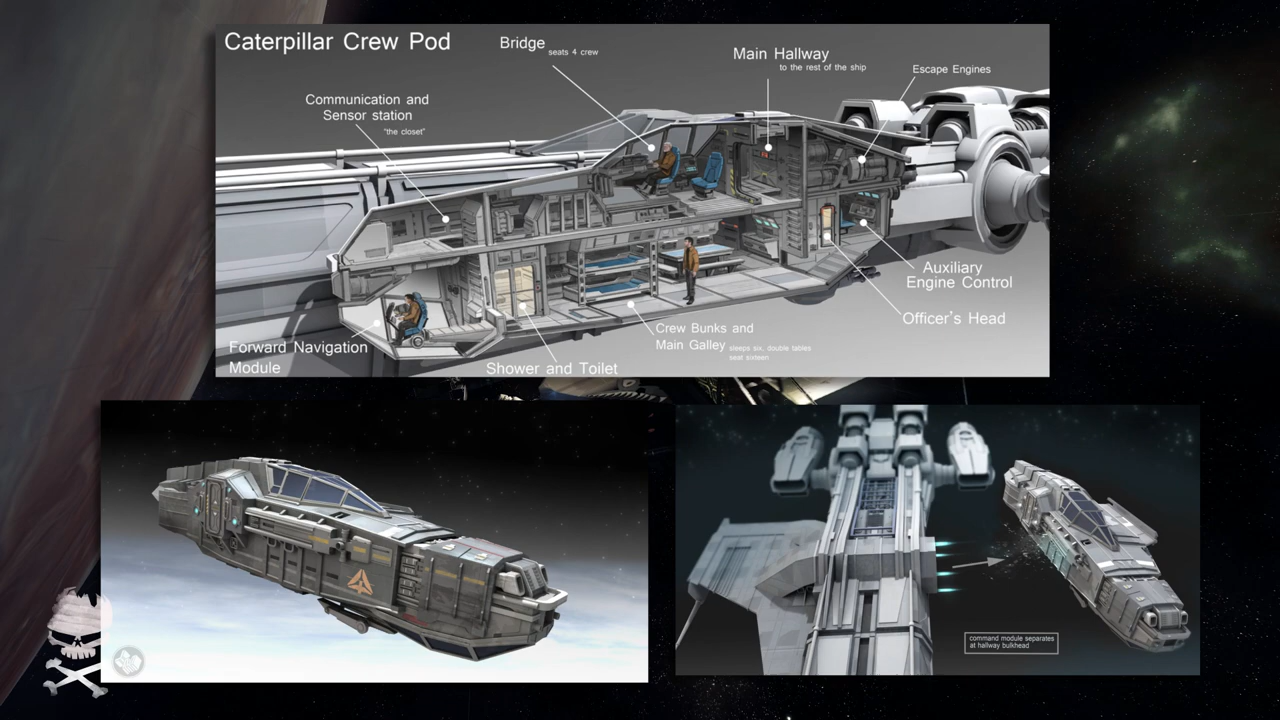 Caterpillar Crew Pod
Bridge
seats 4 crew
Main Hallway
to the rest of the ship
Escape Engines
Communication and
Sensor station
"the closet"
Auxiliary
Engine Control
Officer's Head
Crew Bunks and
Main Galley
sleeps six, double tables
seat sixteen
Forward Navigation
Module
Shower and Toilet
command module separates
at hallway bulkhead